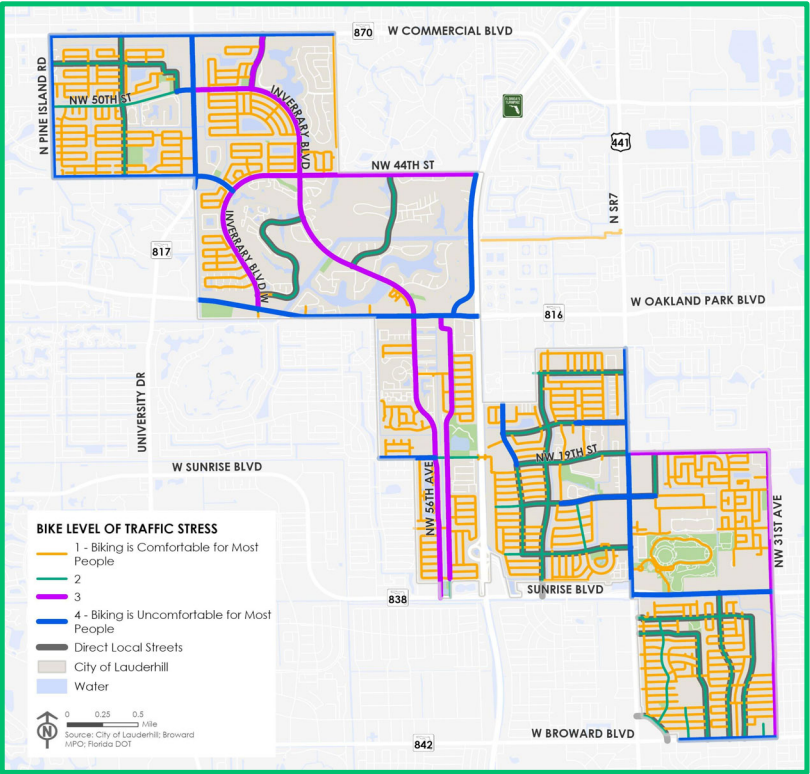 870
W COMMERCIAL BLVD
N PINE ISLAND RD
NW 50TH ST
INVERRARY BLVD
441
NW 44TH ST
N SR7
817
INVERRARY BLVD W
816
W OAKLAND PARK BLVD
UNIVERSITY DR
W SUNRISE BLVD
NW 19TH ST
NW 56TH AVE
NW 31ST AVE
838
SUNRISE BLVD
842
W BROWARD BLVD
BIKE LEVEL OF TRAFFIC STRESS
1 - Biking is Comfortable for Most
People
2
3
4 - Biking is Uncomfortable for Most
People
Direct Local Streets
City of Lauderhill
Water
0 0.25 0.5
Mile
N
Source: City of Lauderhill; Broward
MPO; Florida DOT